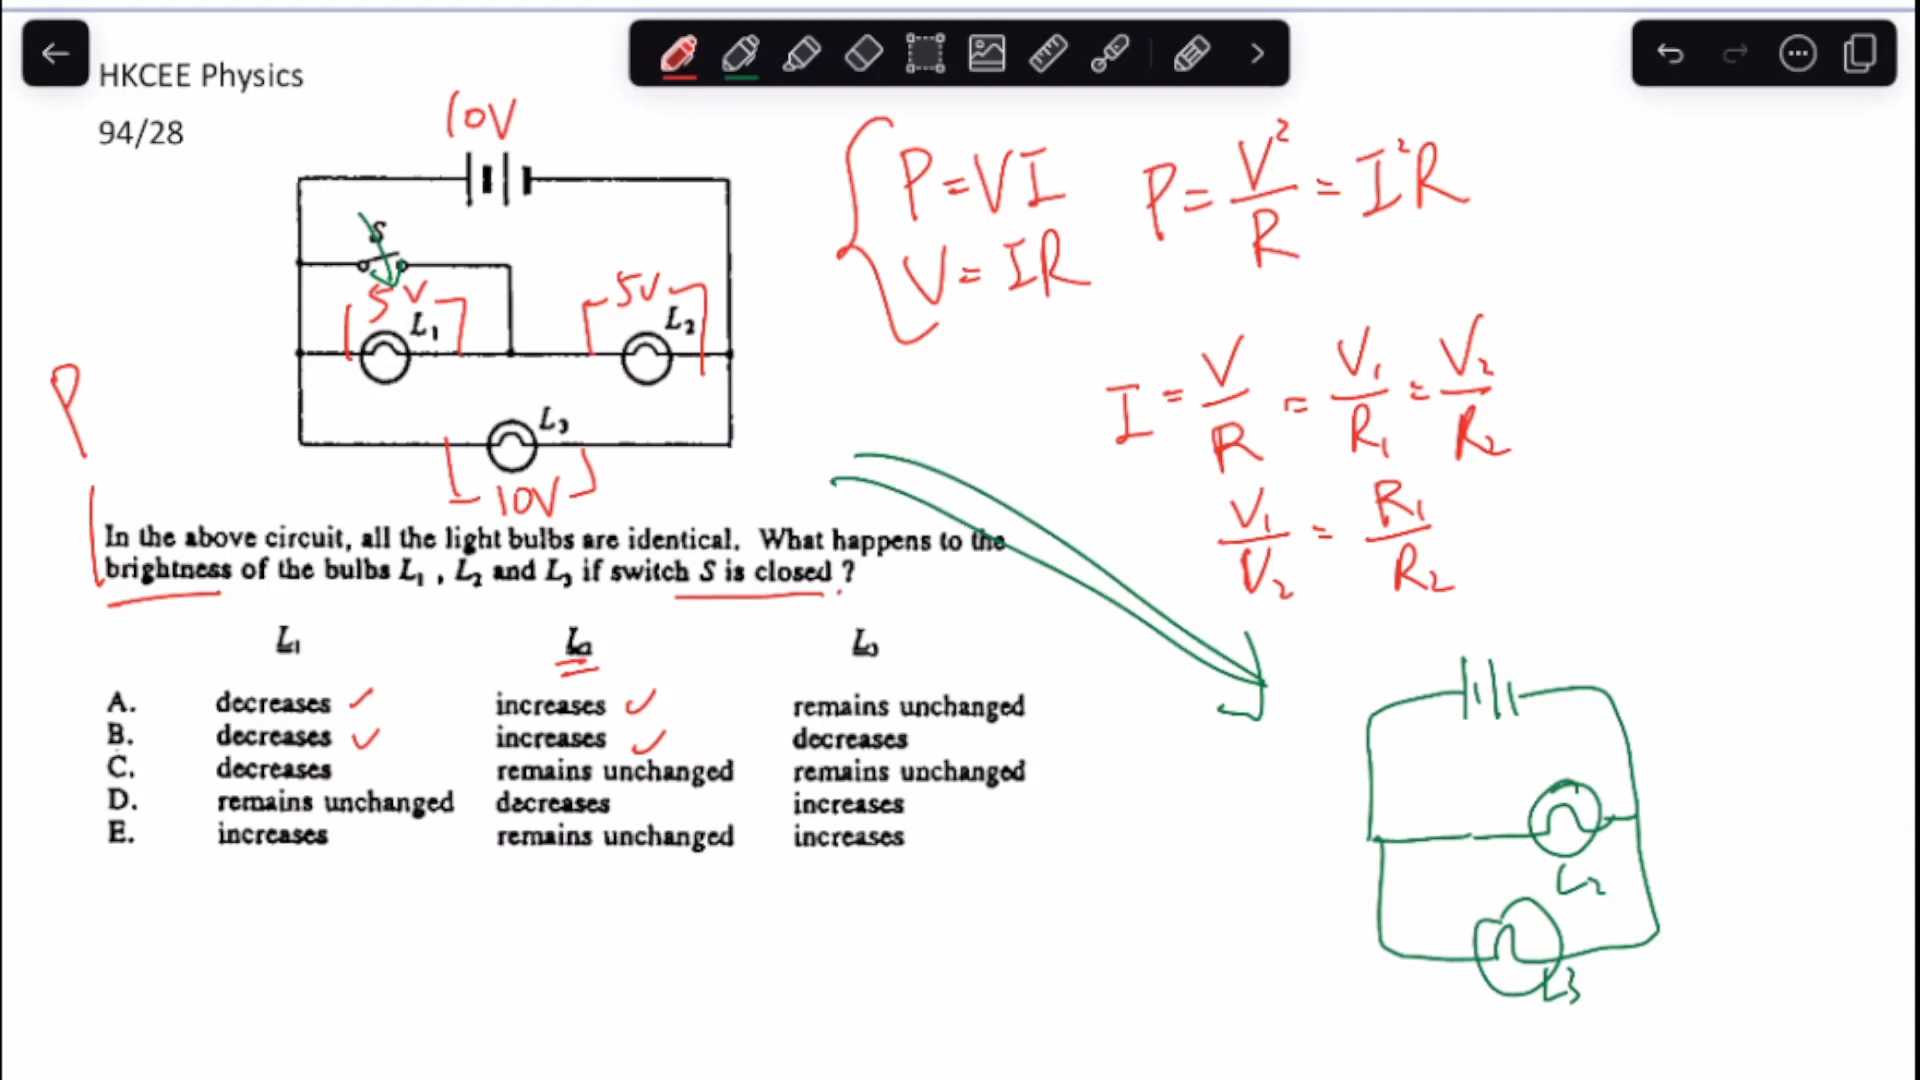 HKCEE Physics
94/28
10V
S
5V
5V
L₁
L₂
L₃
10V
P
In the above circuit, all the light bulbs are identical. What happens to the
brightness of the bulbs L₁ , L₂ and L₃ if switch S is closed ?
L₁ L₂ L₃
A. decreases ✓ increases ✓ remains unchanged
B. decreases ✓ increases ✓ decreases
C. decreases remains unchanged remains unchanged
D. remains unchanged decreases increases
E. increases remains unchanged increases
P=VI
V=IR
P=V²/R=I²R
I=V/R=V₁/R₁=V₂/R₂
V₁/V₂=R₁/R₂
L2
L3